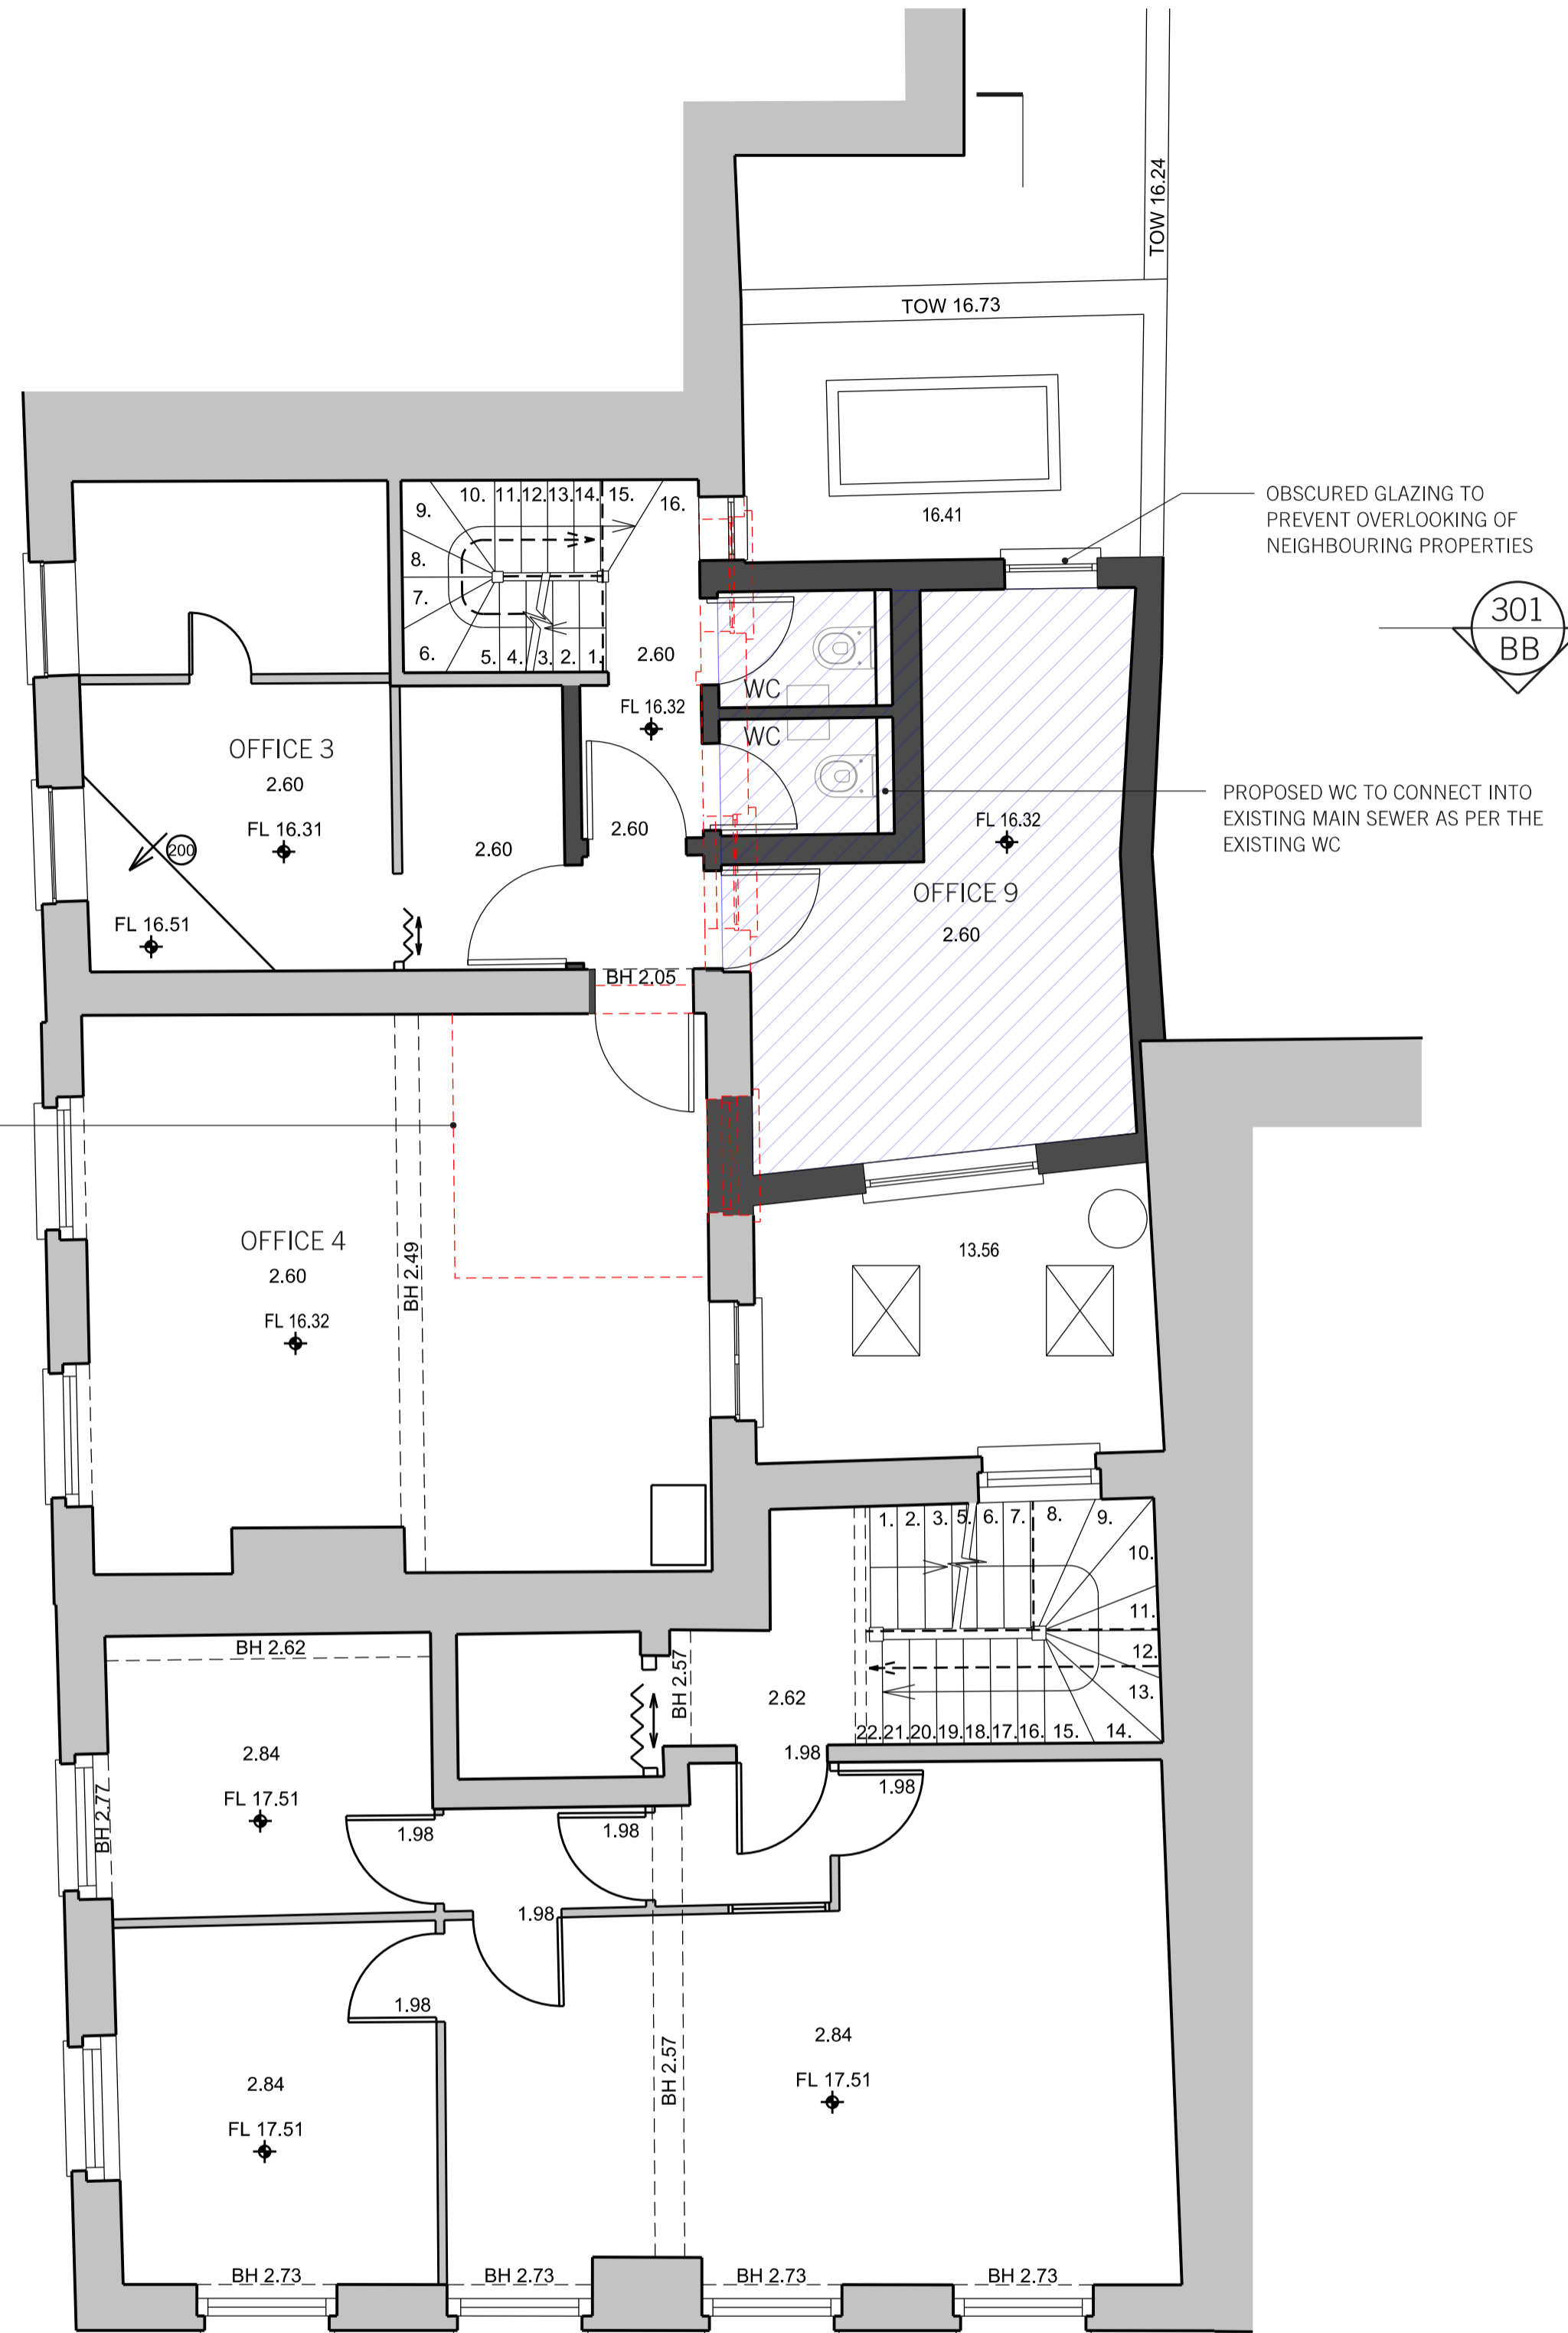 TOW 16.24
TOW 16.73
16.41
OBSCURED GLAZING TO
PREVENT OVERLOOKING OF
NEIGHBOURING PROPERTIES
301
BB
9.
10.
11.
12.
13.
14.
15.
16.
8.
7.
6.
5.
4.
3.
2.
1.
2.60
FL 16.32
WC
WC
OFFICE 3
2.60
FL 16.31
200
FL 16.51
2.60
2.60
PROPOSED WC TO CONNECT INTO
EXISTING MAIN SEWER AS PER THE
EXISTING WC
FL 16.32
OFFICE 9
2.60
BH 2.05
OFFICE 4
2.60
FL 16.32
BH 2.49
13.56
1.
2.
3.
5.
6.
7.
8.
9.
10.
11.
12.
13.
14.
15.
16.
17.
18.
19.
20.
21.
22.
BH 2.62
BH 2.57
2.62
2.84
FL 17.51
BH 2.77
1.98
1.98
1.98
1.98
1.98
1.98
2.84
FL 17.51
BH 2.57
2.84
FL 17.51
BH 2.73
BH 2.73
BH 2.73
BH 2.73